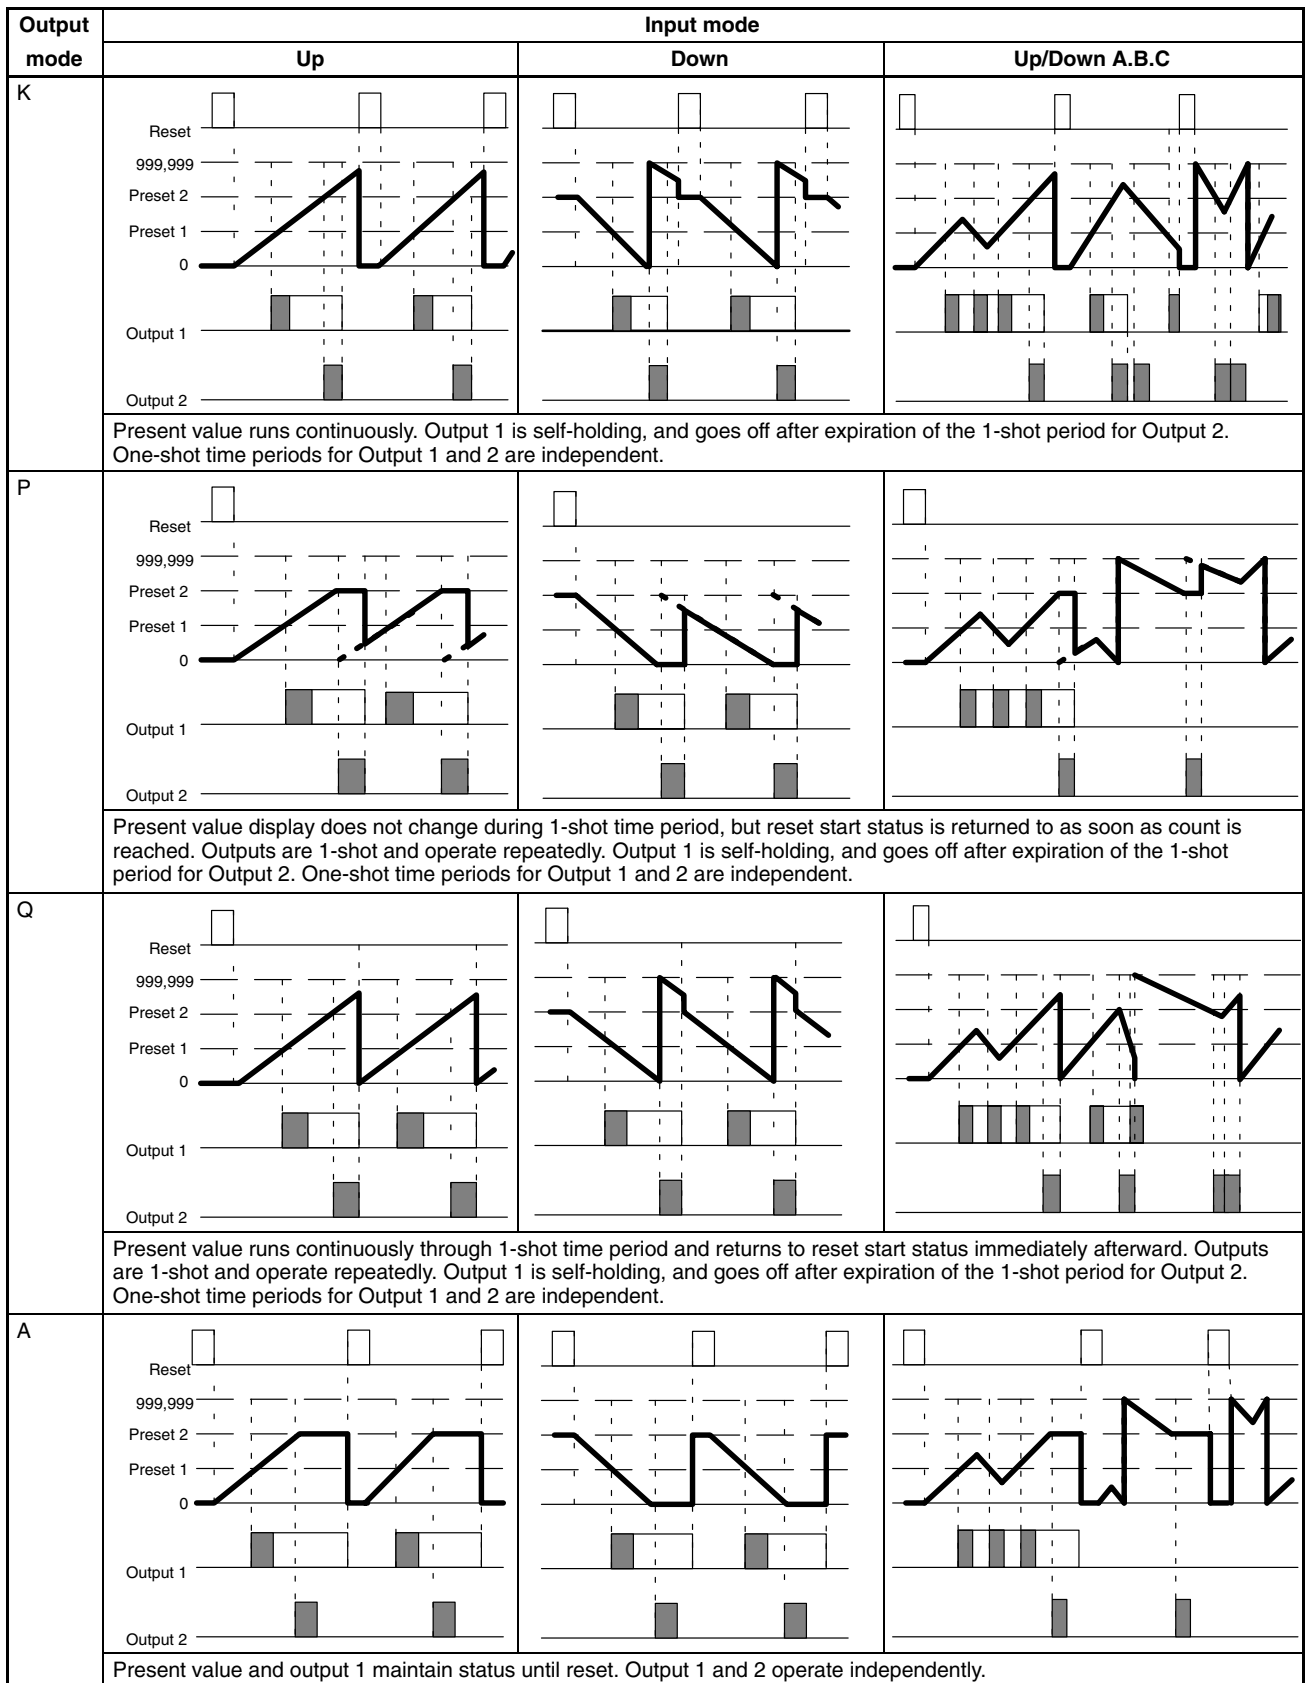 Output mode
Input mode
Up
Down
Up/Down A.B.C
K
Reset
999,999
Preset 2
Preset 1
0
Output 1
Output 2
Present value runs continuously. Output 1 is self-holding, and goes off after expiration of the 1-shot period for Output 2.
One-shot time periods for Output 1 and 2 are independent.
P
Reset
999,999
Preset 2
Preset 1
0
Output 1
Output 2
Present value display does not change during 1-shot time period, but reset start status is returned to as soon as count is
reached. Outputs are 1-shot and operate repeatedly. Output 1 is self-holding, and goes off after expiration of the 1-shot
period for Output 2. One-shot time periods for Output 1 and 2 are independent.
Q
Reset
999,999
Preset 2
Preset 1
0
Output 1
Output 2
Present value runs continuously through 1-shot time period and returns to reset start status immediately afterward. Outputs
are 1-shot and operate repeatedly. Output 1 is self-holding, and goes off after expiration of the 1-shot period for Output 2.
One-shot time periods for Output 1 and 2 are independent.
A
Reset
999,999
Preset 2
Preset 1
0
Output 1
Output 2
Present value and output 1 maintain status until reset. Output 1 and 2 operate independently.